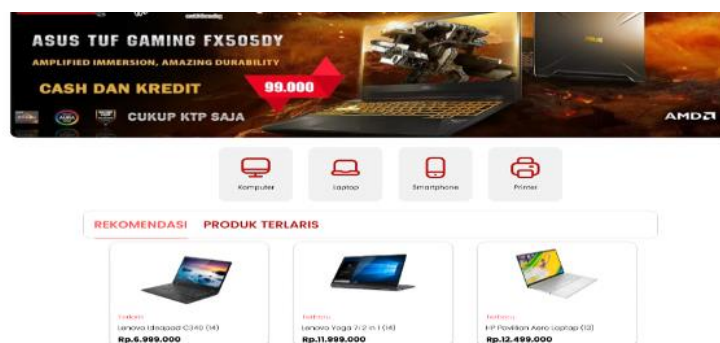 ASUS TUF GAMING FX505DY
AMPLIFIED IMMERSION, AMAZING DURABILITY
CASH DAN KREDIT
99.000
CUKUP KTP SAJA
AMD
Komputer
Laptop
Smartphone
Printer
REKOMENDASI
PRODUK TERLARIS
Terlaris
Terbaru
Terbaru
Lenovo Ideapad C340 (14)
Lenovo Yoga 7i 2 in 1 (14)
HP Pavilion Aero Laptop (13)
Rp.6.999.000
Rp.11.999.000
Rp.12.499.000